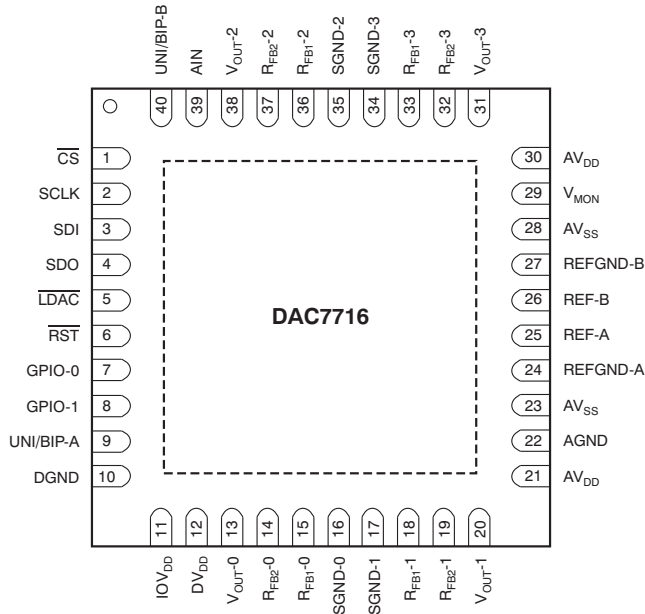 UNI/BIP-B
AIN
VOUT-2
RFB2-2
RFB1-2
SGND-2
SGND-3
RFB1-3
RFB2-3
VOUT-3
40 39 38 37 36 35 34 33 32 31
CS 1
SCLK 2
SDI 3
SDO 4
LDAC 5
RST 6
GPIO-0 7
GPIO-1 8
UNI/BIP-A 9
DGND 10
DAC7716
30 AVDD
29 VMON
28 AVSS
27 REFGND-B
26 REF-B
25 REF-A
24 REFGND-A
23 AVSS
22 AGND
21 AVDD
11 12 13 14 15 16 17 18 19 20
IOVDD
DVDD
VOUT-0
RFB2-0
RFB1-0
SGND-0
SGND-1
RFB1-1
RFB2-1
VOUT-1